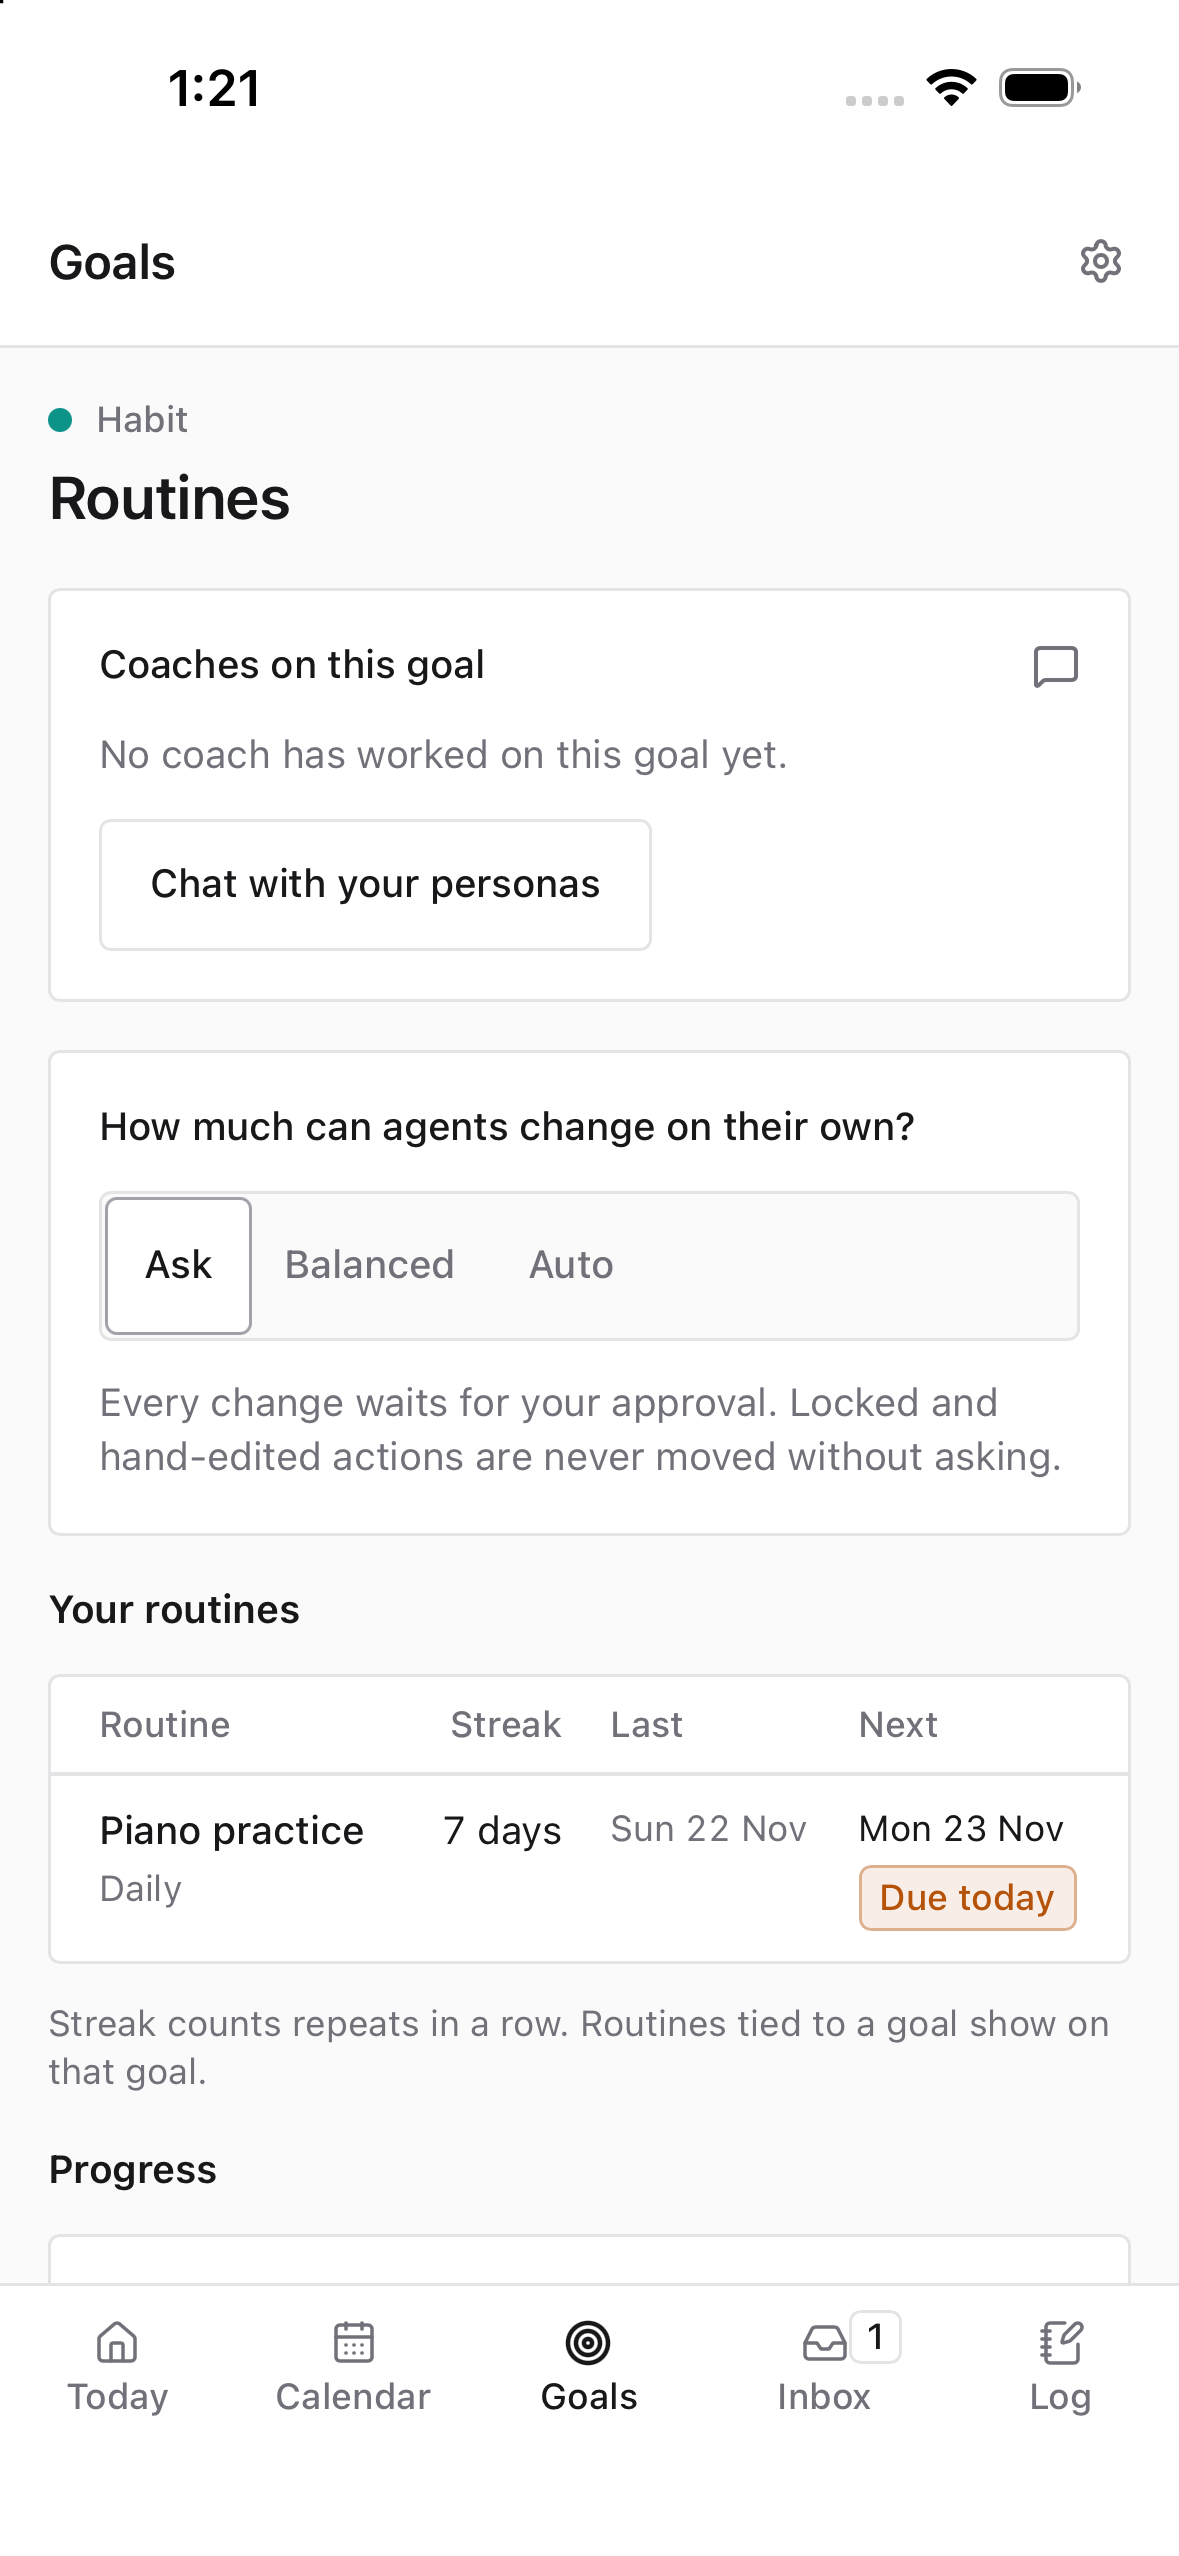 1:21
Goals
Habit
Routines
Coaches on this goal
No coach has worked on this goal yet.
Chat with your personas
How much can agents change on their own?
Ask Balanced Auto
Every change waits for your approval. Locked and
hand-edited actions are never moved without asking.
Your routines
Routine Streak Last Next
Piano practice 7 days Sun 22 Nov Mon 23 Nov
Daily Due today
Streak counts repeats in a row. Routines tied to a goal show on
that goal.
Progress
1
Today Calendar Goals Inbox Log